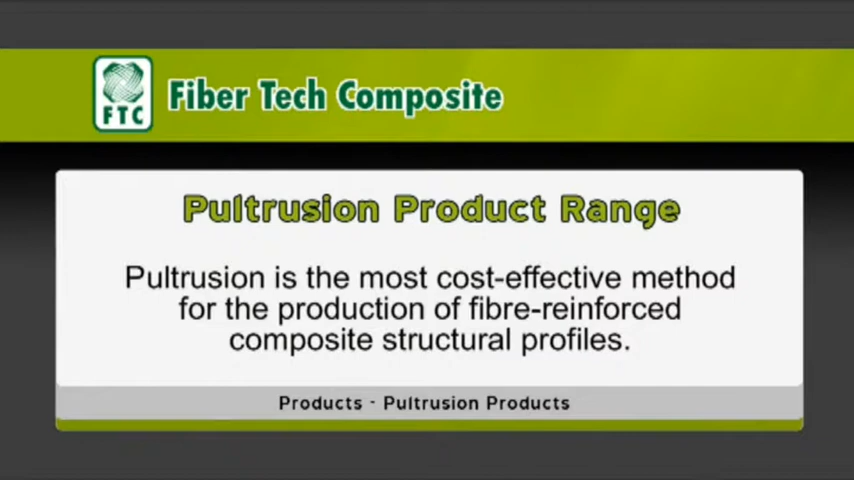 FTC
Fiber Tech Composite
Pultrusion Product Range
Pultrusion is the most cost-effective method
for the production of fibre-reinforced
composite structural profiles.
Products - Pultrusion Products